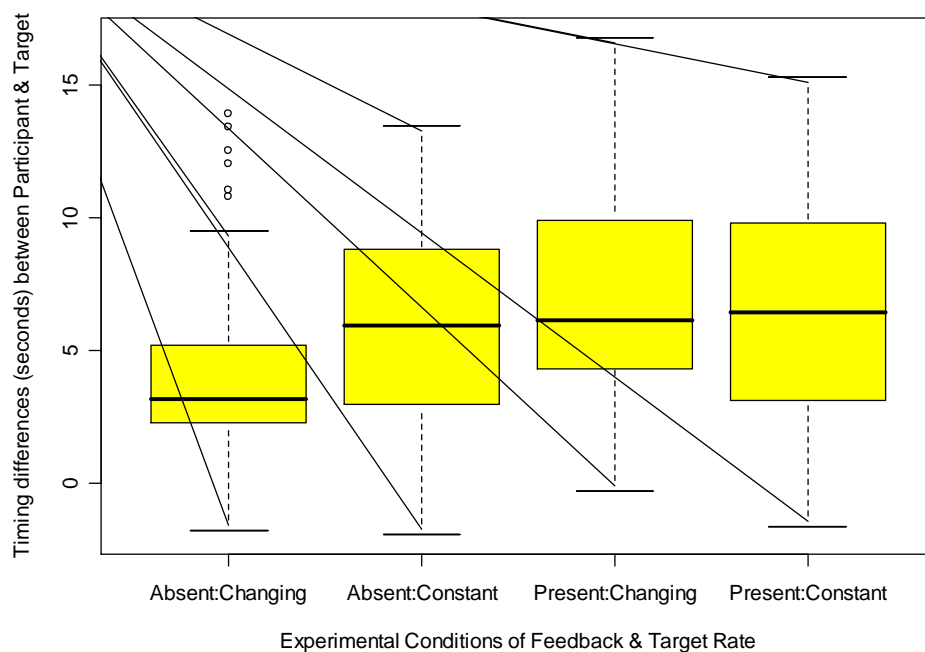 Timing differences (seconds) between Participant & Target
15
10
5
0
Absent:Changing Absent:Constant Present:Changing Present:Constant
Experimental Conditions of Feedback & Target Rate